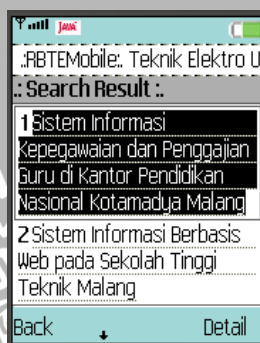 JAVA
.:RBTEMobile:. Teknik Elektro U
.: Search Result :.
1 Sistem Informasi
Kepegawaian dan Penggajian
Guru di Kantor Pendidikan
Nasional Kotamadya Malang
2 Sistem Informasi Berbasis
Web pada Sekolah Tinggi
Teknik Malang
Back Detail